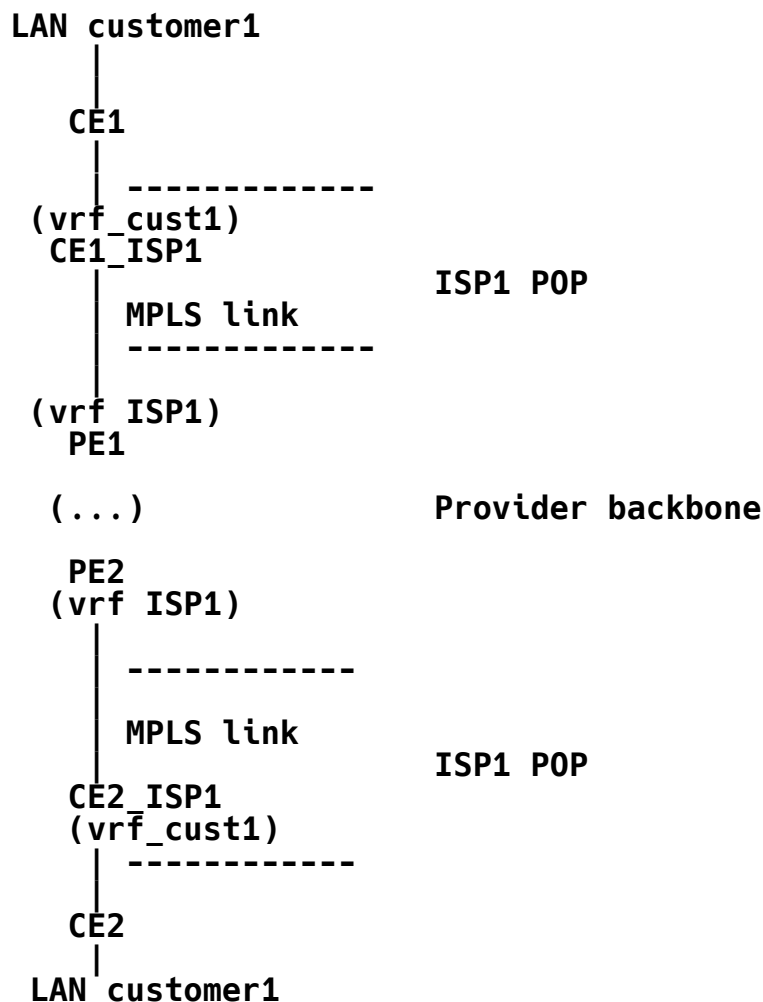 LAN customer1
CE1
-------------
(vrf_cust1)
CE1_ISP1
ISP1 POP
MPLS link
-------------
(vrf ISP1)
PE1
(...) Provider backbone
PE2
(vrf ISP1)
------------
MPLS link
ISP1 POP
CE2_ISP1
(vrf_cust1)
------------
CE2
LAN customer1